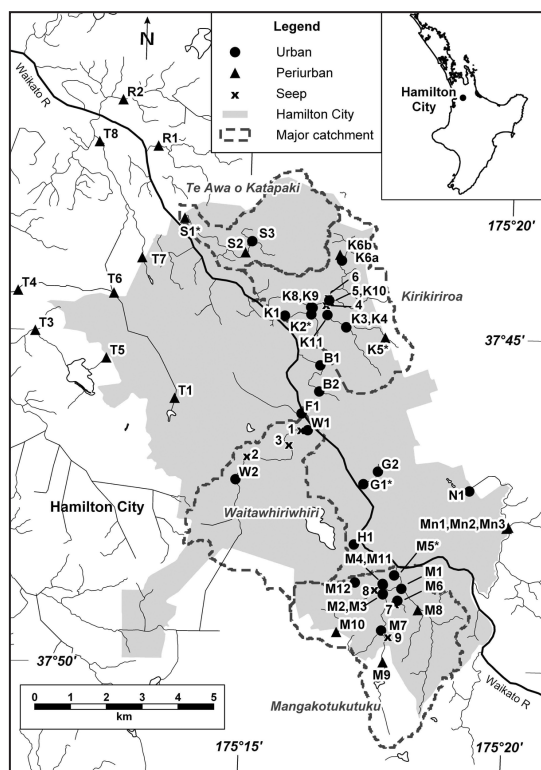 N
Waikato R
Legend
Urban
Periurban
Seep
Hamilton City
Major catchment
Hamilton
City
R2
T8
R1
Te Awa o Katapaki
175°20'
S1*
S3
S2
K6b
K6a
T7
6
5, K10
4
Kirikiriroa
T4
T6
K8, K9
K1
K2*
K3, K4
K11
K5*
37°45'
T3
T5
B1
B2
T1
F1
1
W1
3
2
W2
G2
G1*
N1
Hamilton City
Waitawhiriwhiri
Mn1, Mn2, Mn3
H1
M4, M11
M5*
M12
8
M1
M6
M2, M3
7
M8
M10
M7
9
37°50'
M9
Waikato R
0 1 2 3 4 5
km
Mangakotukutuku
175°15'
175°20'